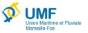 UMF
Union Maritime et Fluviale
Marseille-Fos